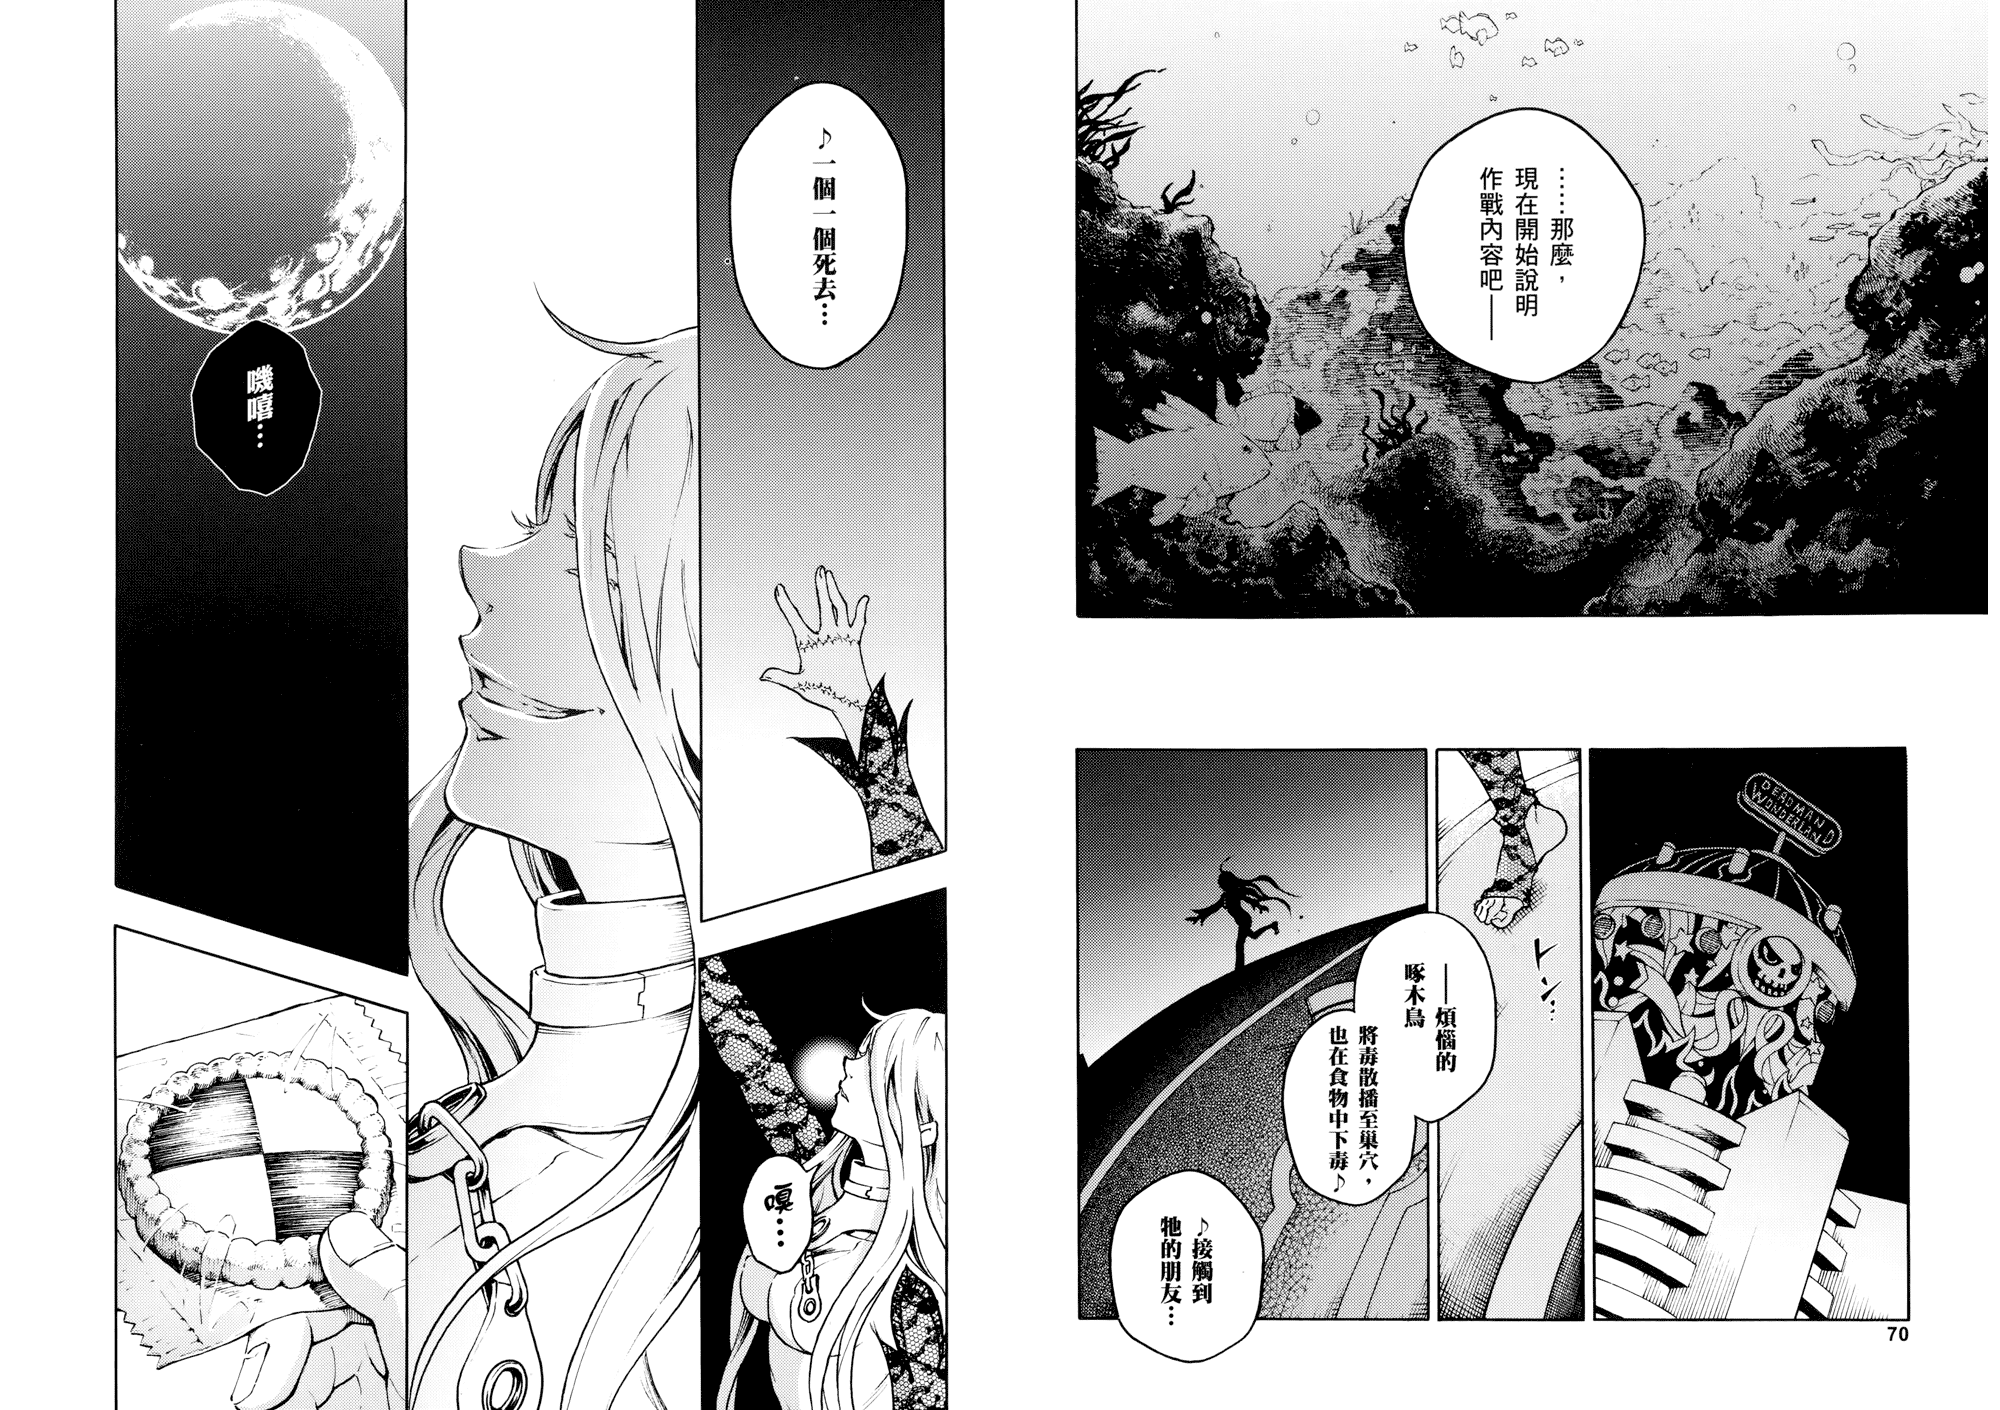 ……那麼，
現在開始說明
作戰內容吧——
DEADMAN
WONDERLAND
トン…
——煩惱的
啄木鳥
將毒散播至巢穴，
也在食物中下毒♪
♪接觸到
牠的朋友…
70
♪一個一個死去…
嘰嘻…
嗅…